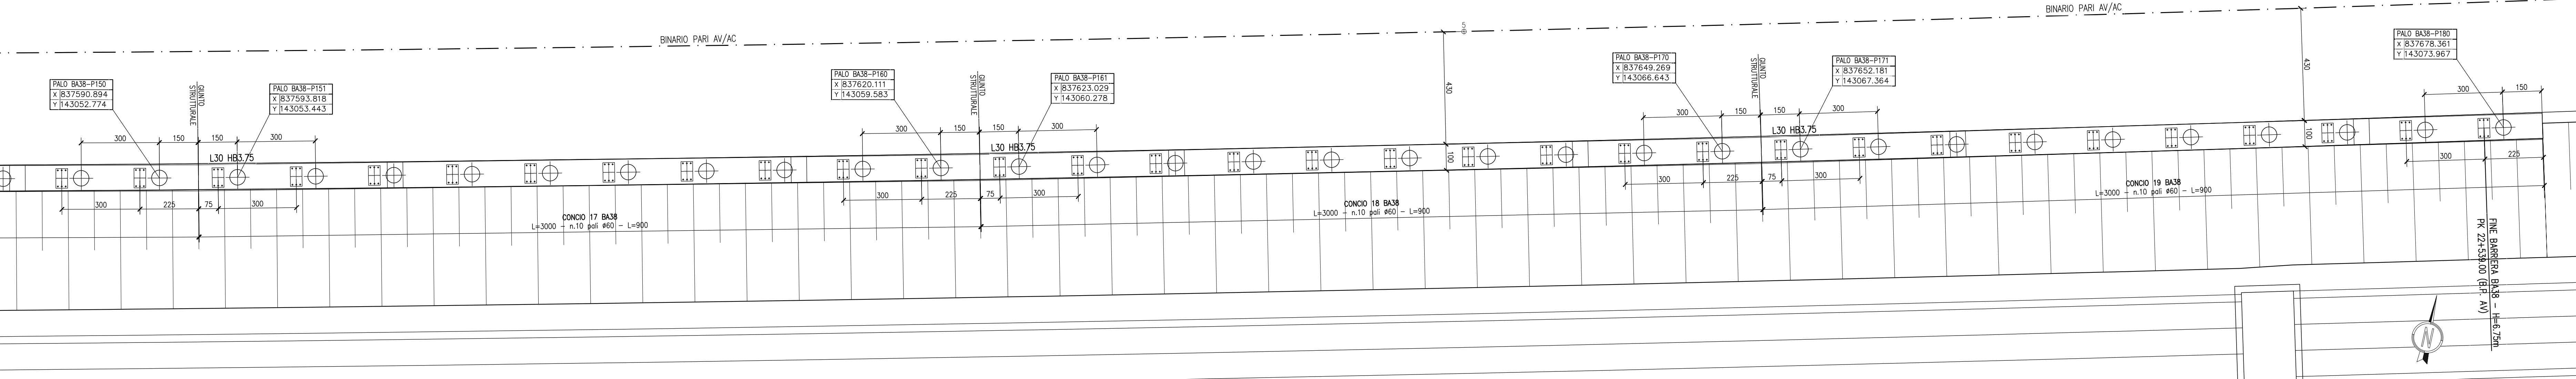 BINARIO PARI AV/AC
BINARIO PARI AV/AC
5
PALO BA38-P150
X 837590.894
Y 143052.774
GIUNTO
STRUTTURALE
PALO BA38-P151
X 837593.818
Y 143053.443
PALO BA38-P160
X 837620.111
Y 143059.583
GIUNTO
STRUTTURALE
PALO BA38-P161
X 837623.029
Y 143060.278
430
PALO BA38-P170
X 837649.269
Y 143066.643
GIUNTO
STRUTTURALE
PALO BA38-P171
X 837652.181
Y 143067.364
430
PALO BA38-P180
X 837678.361
Y 143073.967
300 150 150 300
300 150 150 300
300 150 150 300
300 150
L30 HB3.75
L30 HB3.75
L30 HB3.75
100
100
300 225 75 300
300 225 75 300
300 225 75 300
300 225
CONCIO 17 BA38
L=3000 - n.10 pali ø60 - L=900
CONCIO 18 BA38
L=3000 - n.10 pali ø60 - L=900
CONCIO 19 BA38
L=3000 - n.10 pali ø60 - L=900
FINE BARRIERA BA38 - H=6.75m
PK 22+539.00 (B.P. AV)
N